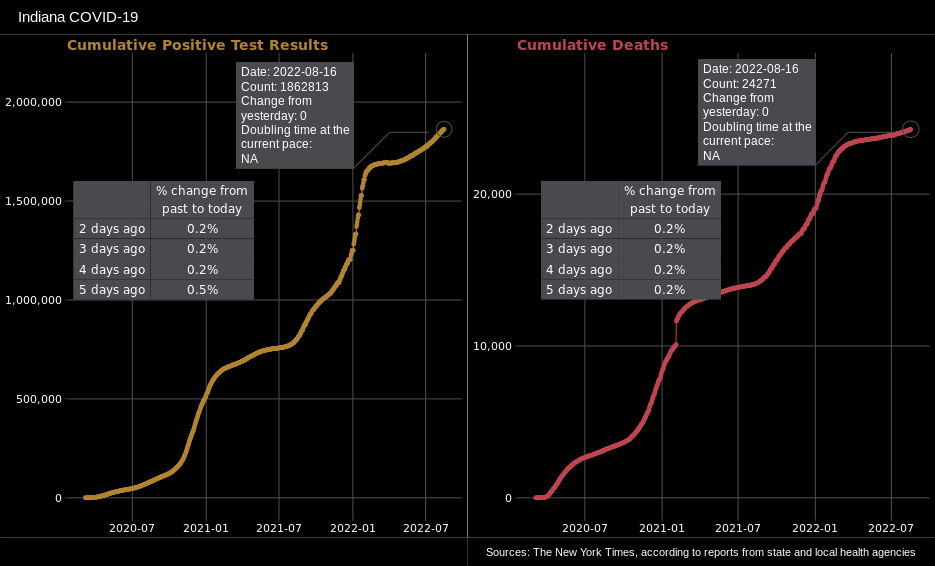 Indiana COVID-19
Cumulative Positive Test Results
Date: 2022-08-16
Count: 1862813
Change from
yesterday: 0
Doubling time at the
current pace:
NA
% change from
past to today
2 days ago 0.2%
3 days ago 0.2%
4 days ago 0.2%
5 days ago 0.5%
2,000,000
1,500,000
1,000,000
500,000
0
2020-07 2021-01 2021-07 2022-01 2022-07
Cumulative Deaths
Date: 2022-08-16
Count: 24271
Change from
yesterday: 0
Doubling time at the
current pace:
NA
% change from
past to today
2 days ago 0.2%
3 days ago 0.2%
4 days ago 0.2%
5 days ago 0.2%
20,000
10,000
0
2020-07 2021-01 2021-07 2022-01 2022-07
Sources: The New York Times, according to reports from state and local health agencies